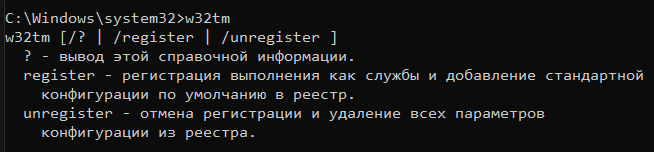 C:\Windows\system32>w32tm
w32tm [/? | /register | /unregister ]
? - вывод этой справочной информации.
register - регистрация выполнения как службы и добавление стандартной
конфигурации по умолчанию в реестр.
unregister - отмена регистрации и удаление всех параметров
конфигурации из реестра.